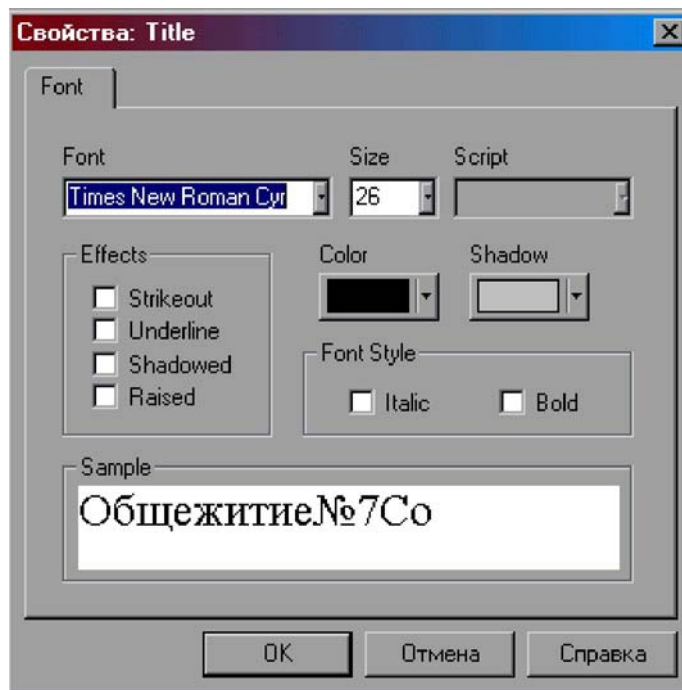 Свойства: Title
Font
Font Size Script
Times New Roman Cyr 26
Effects Color Shadow
Strikeout
Underline
Shadowed
Raised
Font Style
Italic Bold
Sample
Общежитие№7Со
OK Отмена Справка